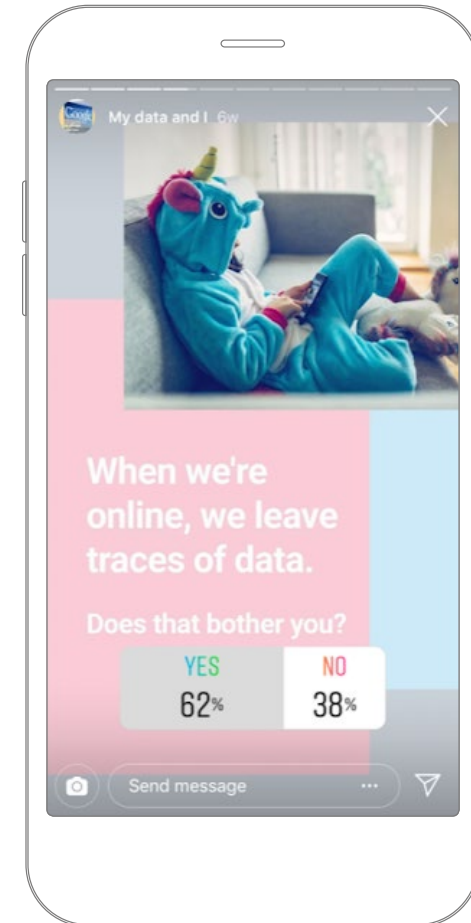 Google
My data and I 6w
When we're
online, we leave
traces of data.
Does that bother you?
YES NO
62% 38%
Send message